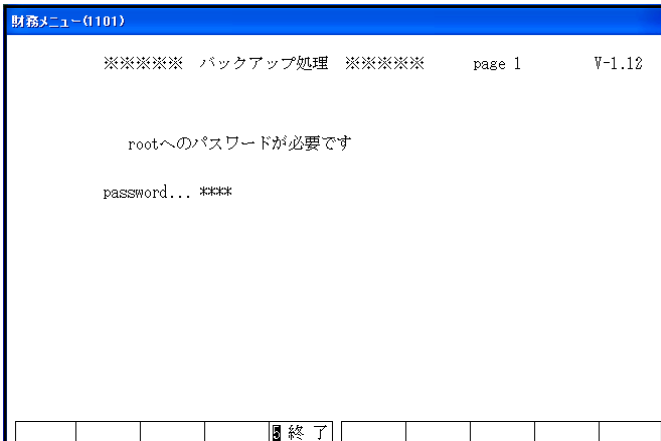 財務メニュー(1101)
※※※※※ バックアップ処理 ※※※※※ page 1 V-1.12
rootへのパスワードが必要です
password... ****
5 終 了